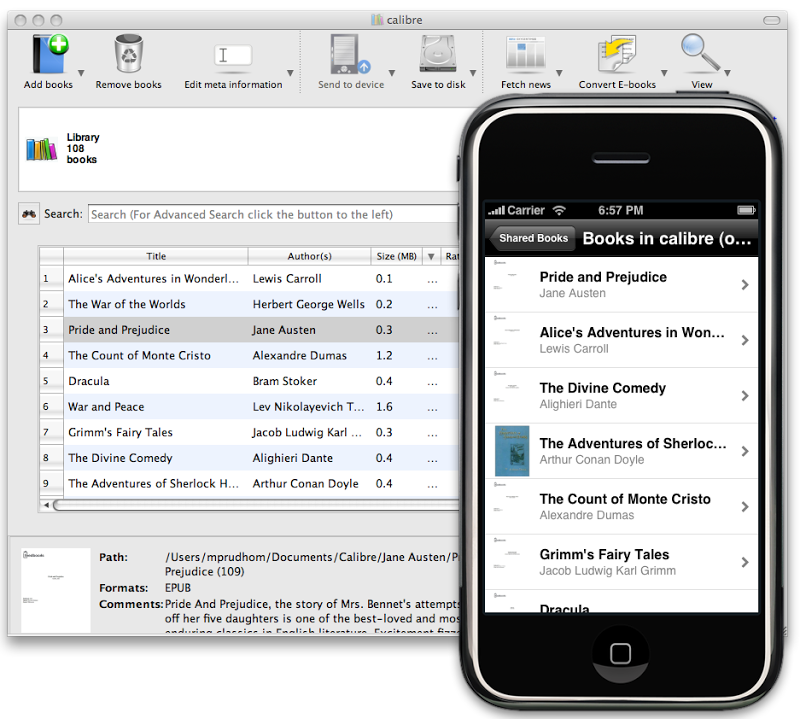 calibre
Add books
Remove books
Edit meta information
Send to device
Save to disk
Fetch news
Convert E-books
View
Library
108
books
Search:
Search (For Advanced Search click the button to the left)
Title Author(s) Size (MB)
1 Alice's Adventures in Wonderl... Lewis Carroll 0.1 ...
2 The War of the Worlds Herbert George Wells 0.2 ...
3 Pride and Prejudice Jane Austen 0.3 ...
4 The Count of Monte Cristo Alexandre Dumas 1.2 ...
5 Dracula Bram Stoker 0.4 ...
6 War and Peace Lev Nikolayevich T... 1.6 ...
7 Grimm's Fairy Tales Jacob Ludwig Karl ... 0.3 ...
8 The Divine Comedy Alighieri Dante 0.4 ...
9 The Adventures of Sherlock H... Arthur Conan Doyle 0.4 ...
Path: /Users/mprudhom/Documents/Calibre/Jane Austen/P
Prejudice (109)
Formats: EPUB
Comments: Pride And Prejudice, the story of Mrs. Bennet's attempts
off her five daughters is one of the best-loved and mos
enduring classics in English literature. Excitement fizz
Carrier 6:57 PM
Shared Books Books in calibre (o...
Pride and Prejudice
Jane Austen
Alice's Adventures in Won...
Lewis Carroll
The Divine Comedy
Alighieri Dante
The Adventures of Sherloc...
Arthur Conan Doyle
The Count of Monte Cristo
Alexandre Dumas
Grimm's Fairy Tales
Jacob Ludwig Karl Grimm
Dracula